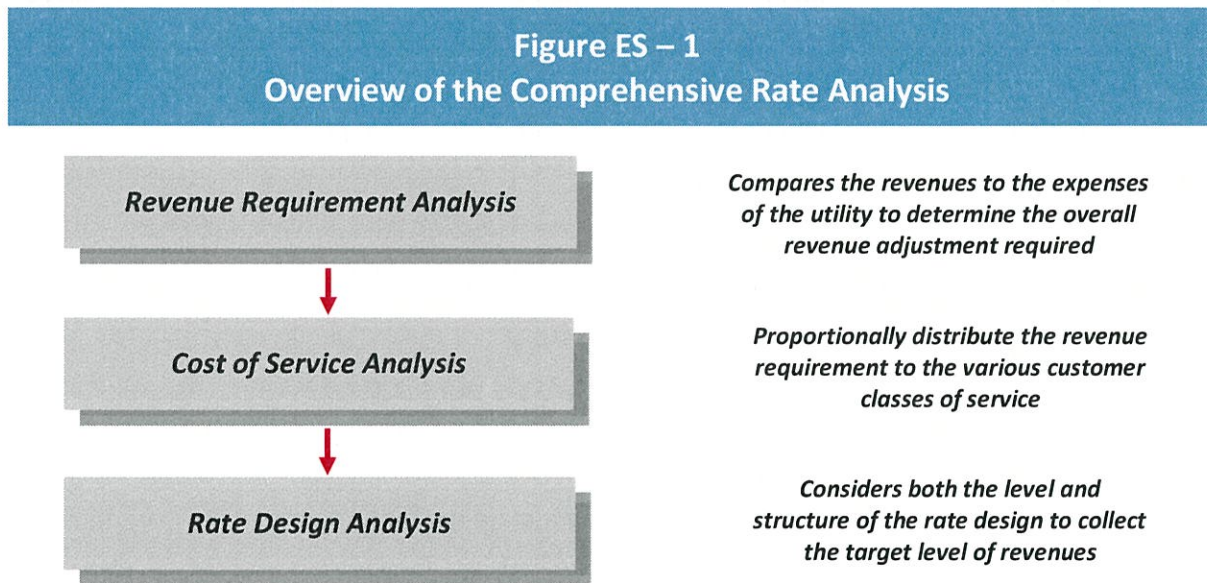 Figure ES – 1
Overview of the Comprehensive Rate Analysis
Revenue Requirement Analysis
Compares the revenues to the expenses
of the utility to determine the overall
revenue adjustment required
Cost of Service Analysis
Proportionally distribute the revenue
requirement to the various customer
classes of service
Rate Design Analysis
Considers both the level and
structure of the rate design to collect
the target level of revenues